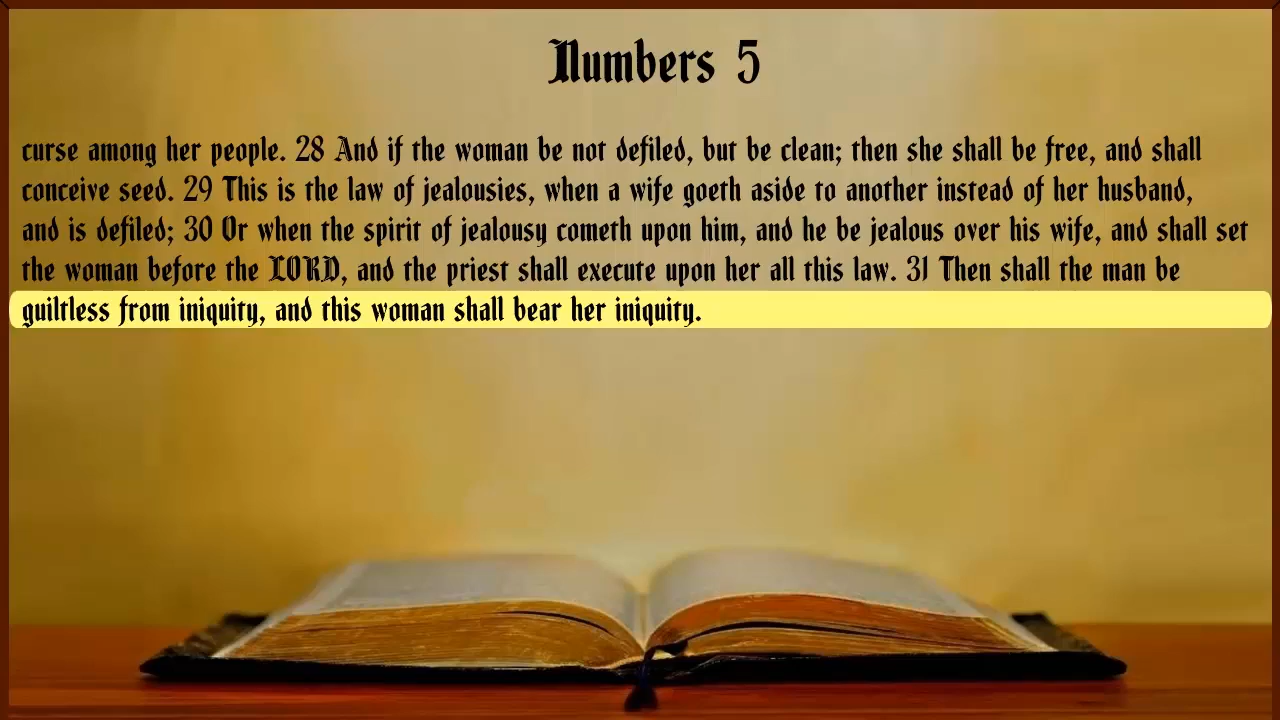 Numbers 5
curse among her people. 28 And if the woman be not defiled, but be clean; then she shall be free, and shall
conceive seed. 29 This is the law of jealousies, when a wife goeth aside to another instead of her husband,
and is defiled; 30 Or when the spirit of jealousy cometh upon him, and he be jealous over his wife, and shall set
the woman before the LORD, and the priest shall execute upon her all this law. 31 Then shall the man be
guiltless from iniquity, and this woman shall bear her iniquity.